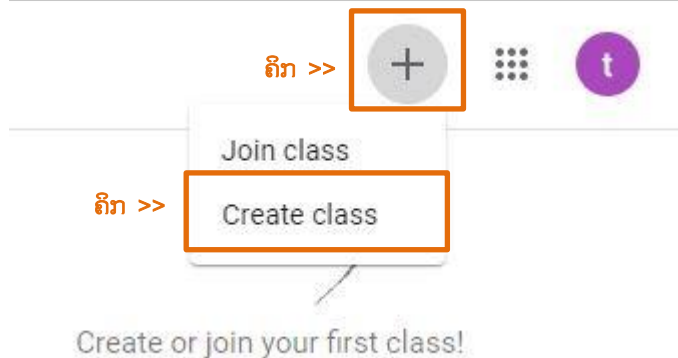 ຄິກ >> + t
Join class
ຄິກ >> Create class
Create or join your first class!